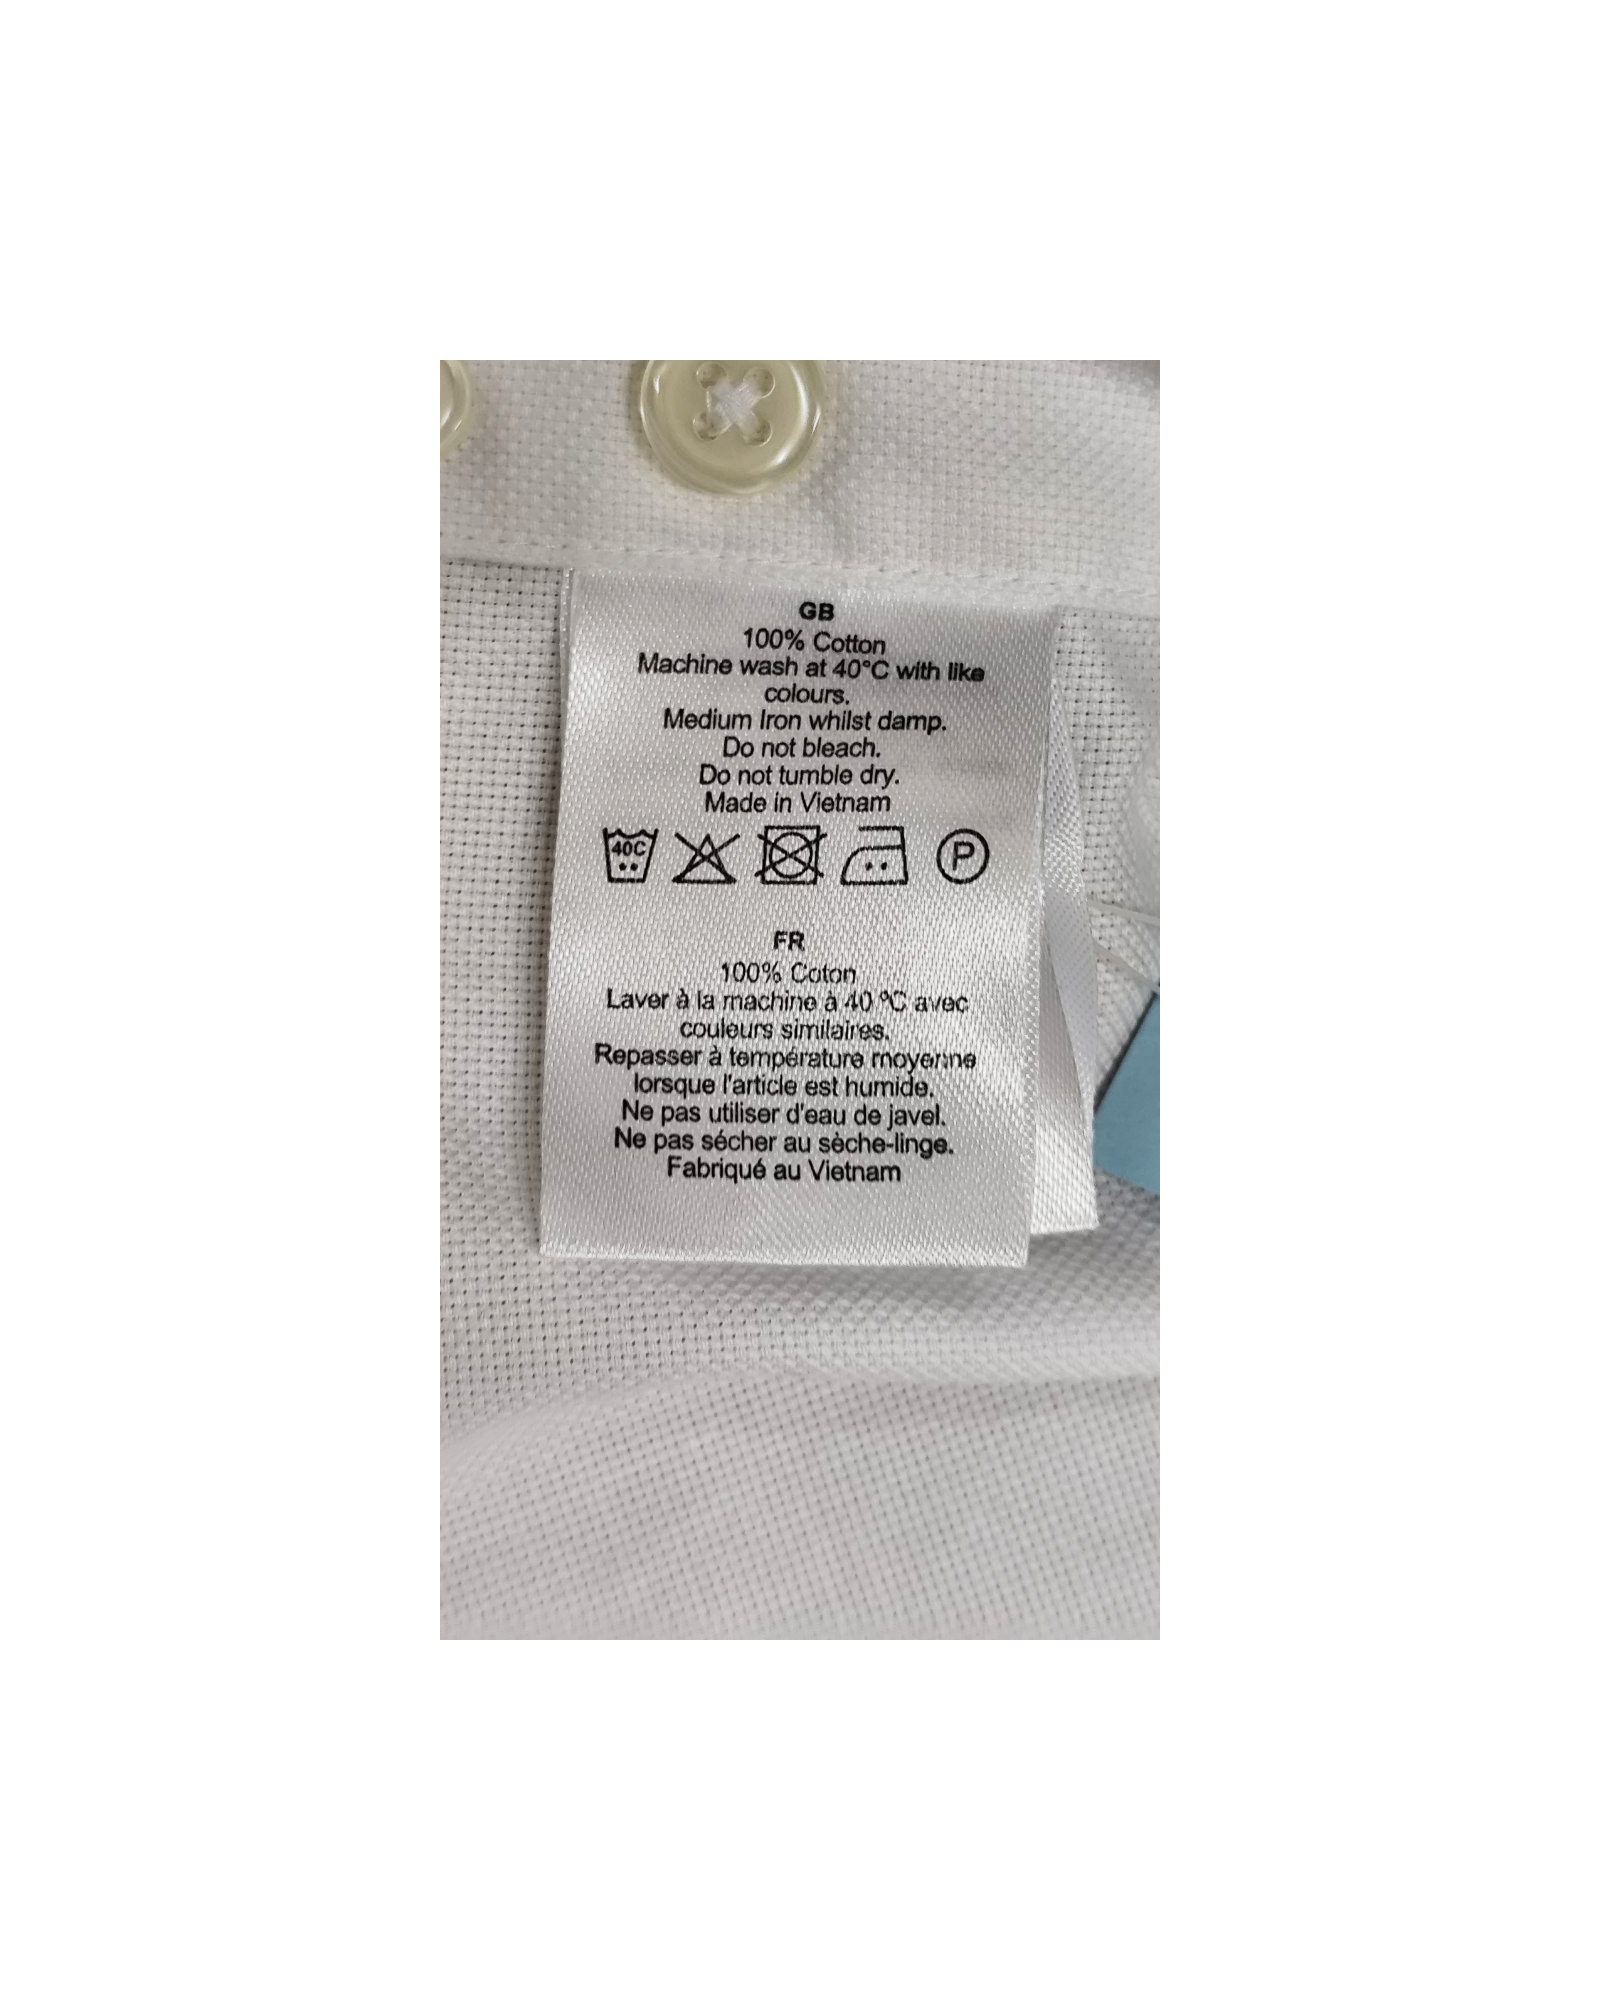 GB
100% Cotton
Machine wash at 40°C with like
colours.
Medium Iron whilst damp.
Do not bleach.
Do not tumble dry.
Made in Vietnam
40C
P
FR
100% Coton
Laver à la machine à 40 ºC avec
couleurs similaires.
Repasser à température moyenne
lorsque l'article est humide.
Ne pas utiliser d'eau de javel.
Ne pas sécher au sèche-linge.
Fabriqué au Vietnam